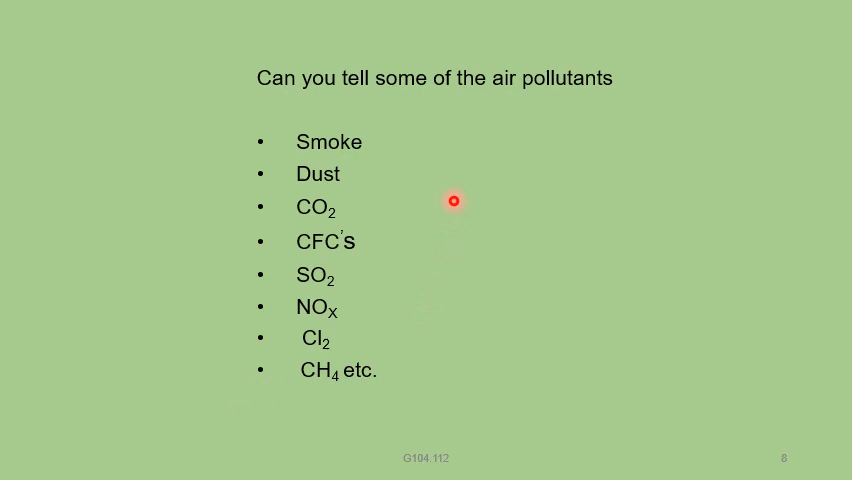 Can you tell some of the air pollutants
• Smoke
• Dust
• CO₂
• CFC's
• SO₂
• NOX
• Cl₂
• CH₄ etc.
G104.112
8